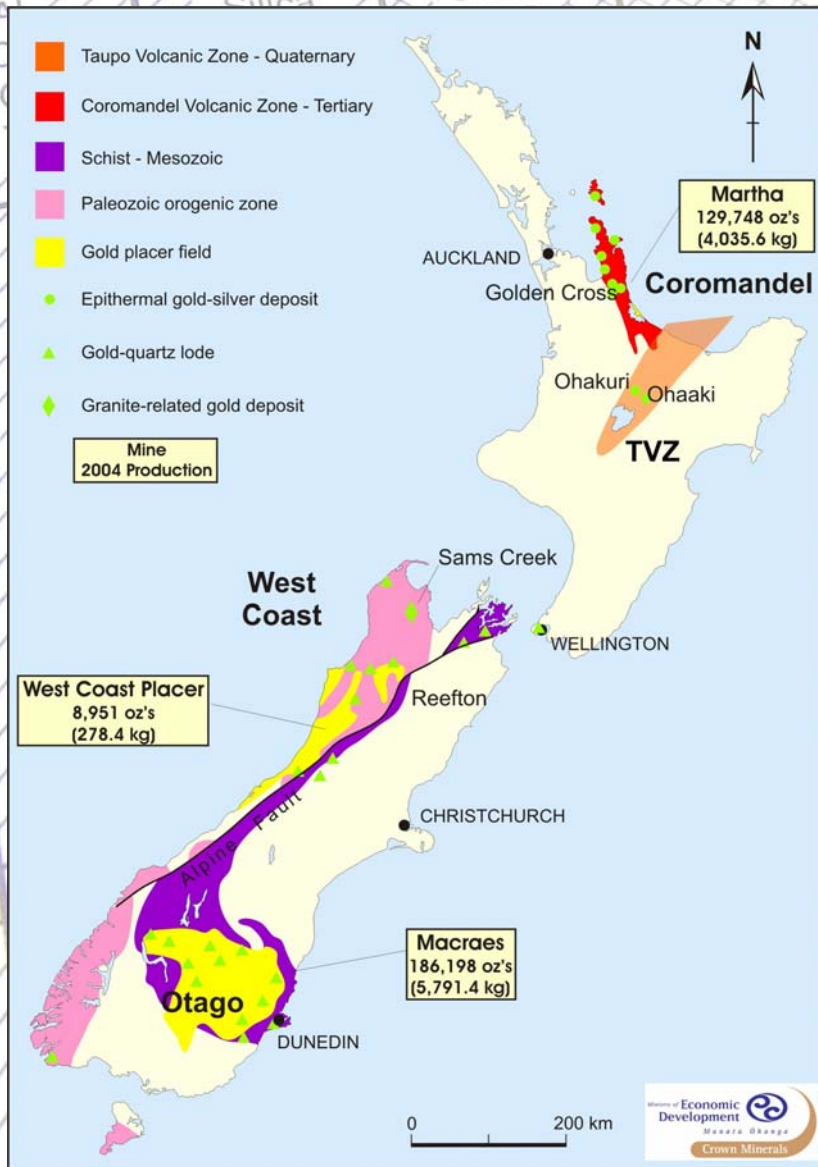 Taupo Volcanic Zone - Quaternary
Coromandel Volcanic Zone - Tertiary
Schist - Mesozoic
Paleozoic orogenic zone
Gold placer field
Epithermal gold-silver deposit
Gold-quartz lode
Granite-related gold deposit
Mine
2004 Production
N
Martha
129,748 oz's
(4,035.6 kg)
AUCKLAND
Coromandel
Golden Cross
Ohakuri
Ohaaki
TVZ
Sams Creek
West
Coast
WELLINGTON
West Coast Placer
8,951 oz's
(278.4 kg)
Reefton
Alpine Fault
CHRISTCHURCH
Macraes
186,198 oz's
(5,791.4 kg)
Otago
DUNEDIN
0 200 km
Ministry of Economic
Development
Manatū Ōhanga
Crown Minerals